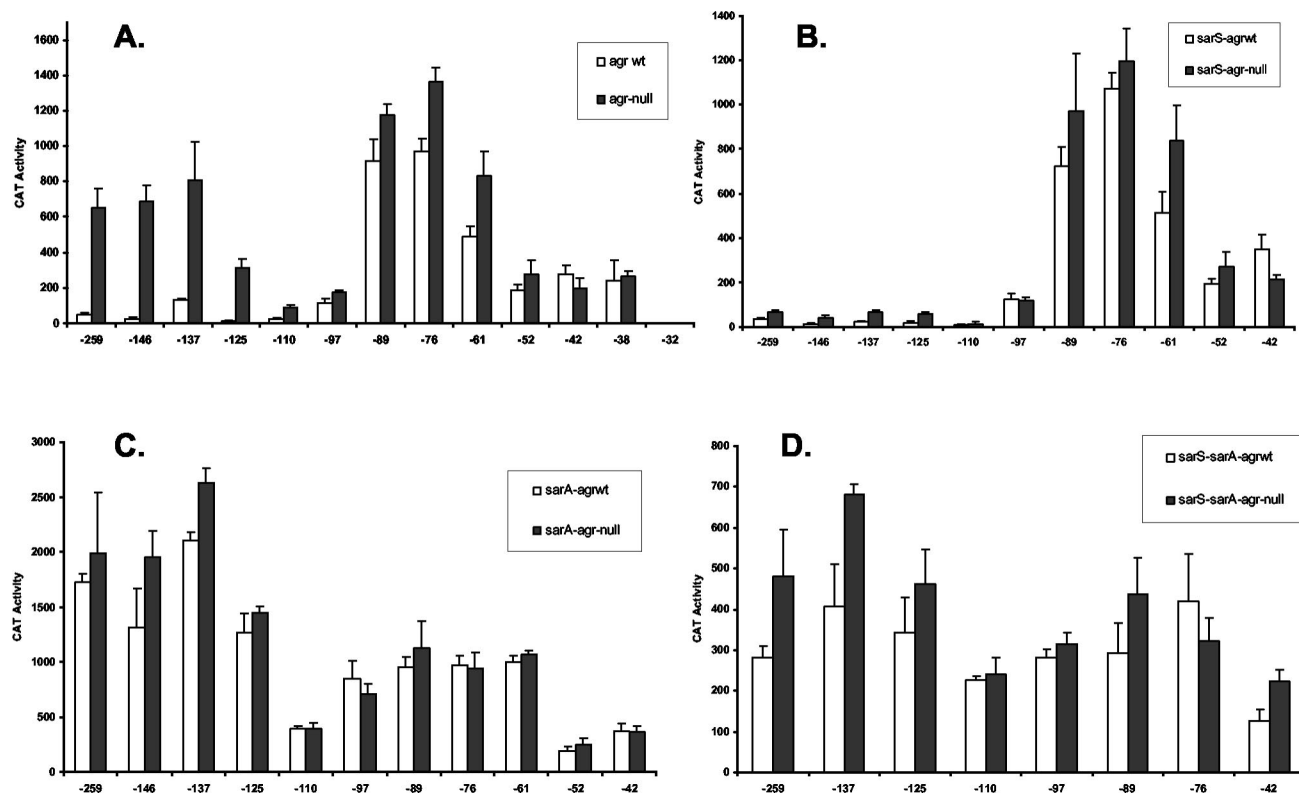 A.
agr wt
agr-null
CAT Activity
1600
1400
1200
1000
800
600
400
200
0
-259 -146 -137 -125 -110 -97 -89 -76 -61 -52 -42 -38 -32
B.
sarS-agrwt
sarS-agr-null
CAT Activity
1400
1200
1000
800
600
400
200
0
-259 -146 -137 -125 -110 -97 -89 -76 -61 -52 -42
C.
sarA-agrwt
sarA-agr-null
CAT Activity
3000
2500
2000
1500
1000
500
0
-259 -146 -137 -125 -110 -97 -89 -76 -61 -52 -42
D.
sarS-sarA-agrwt
sarS-sarA-agr-null
CAT Activity
800
700
600
500
400
300
200
100
0
-259 -137 -125 -110 -97 -89 -76 -42